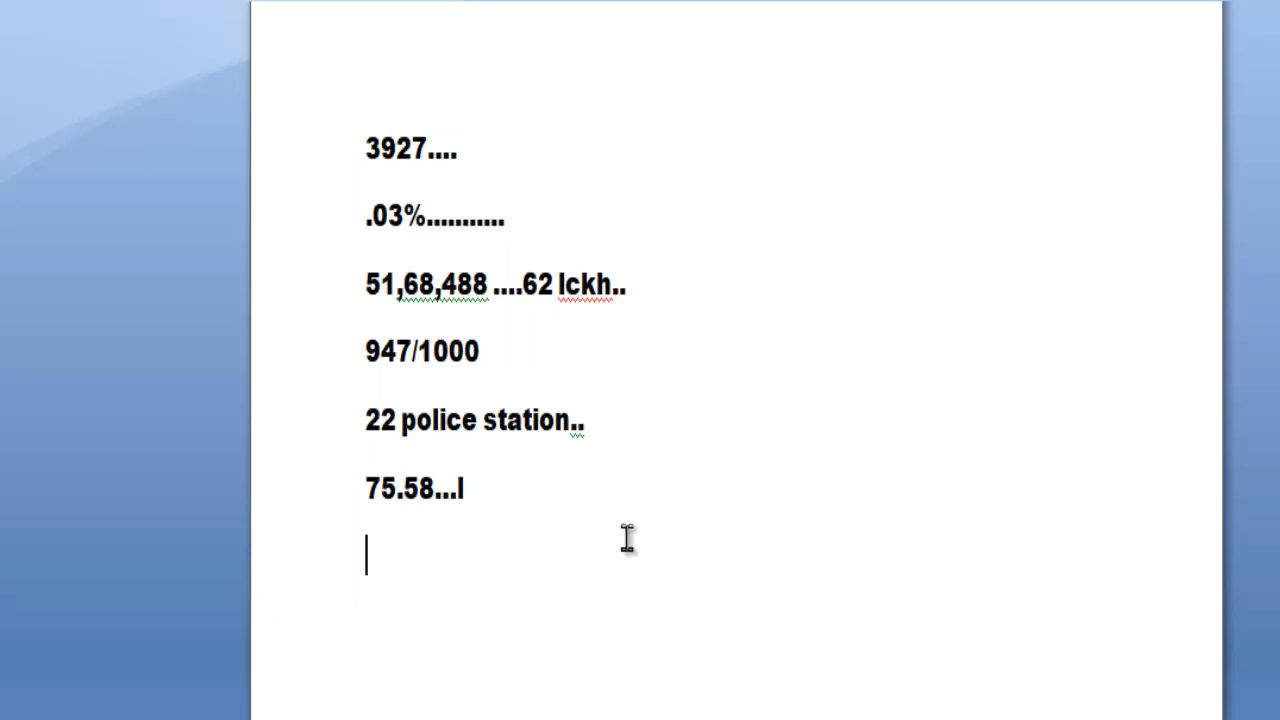 3927....
.03%...........
51,68,488 ....62 lckh..
947/1000
22 police station..
75.58...l